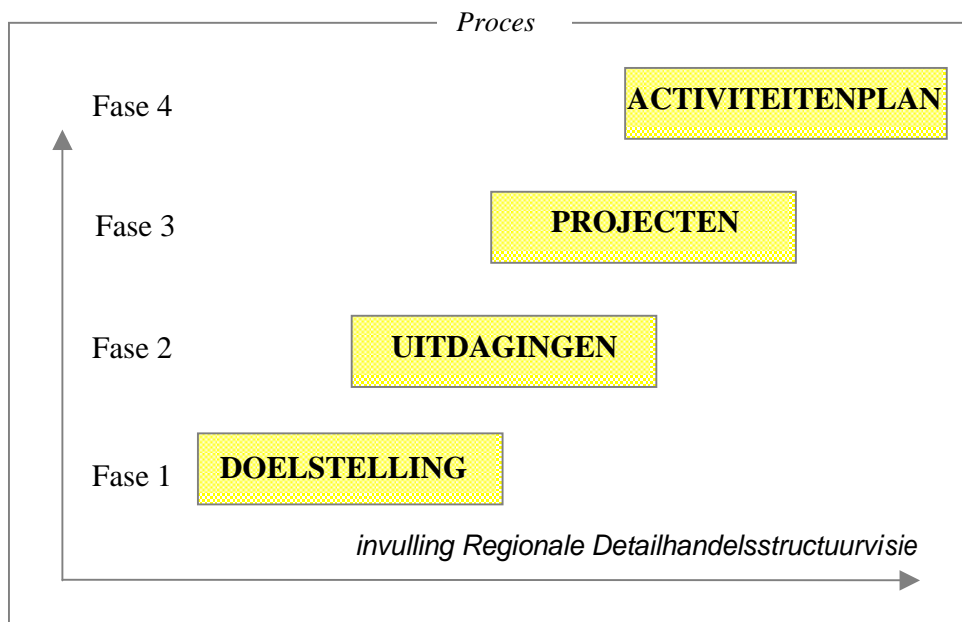 Proces
Fase 4
ACTIVITEITENPLAN
Fase 3
PROJECTEN
Fase 2
UITDAGINGEN
Fase 1
DOELSTELLING
invulling Regionale Detailhandelsstructuurvisie